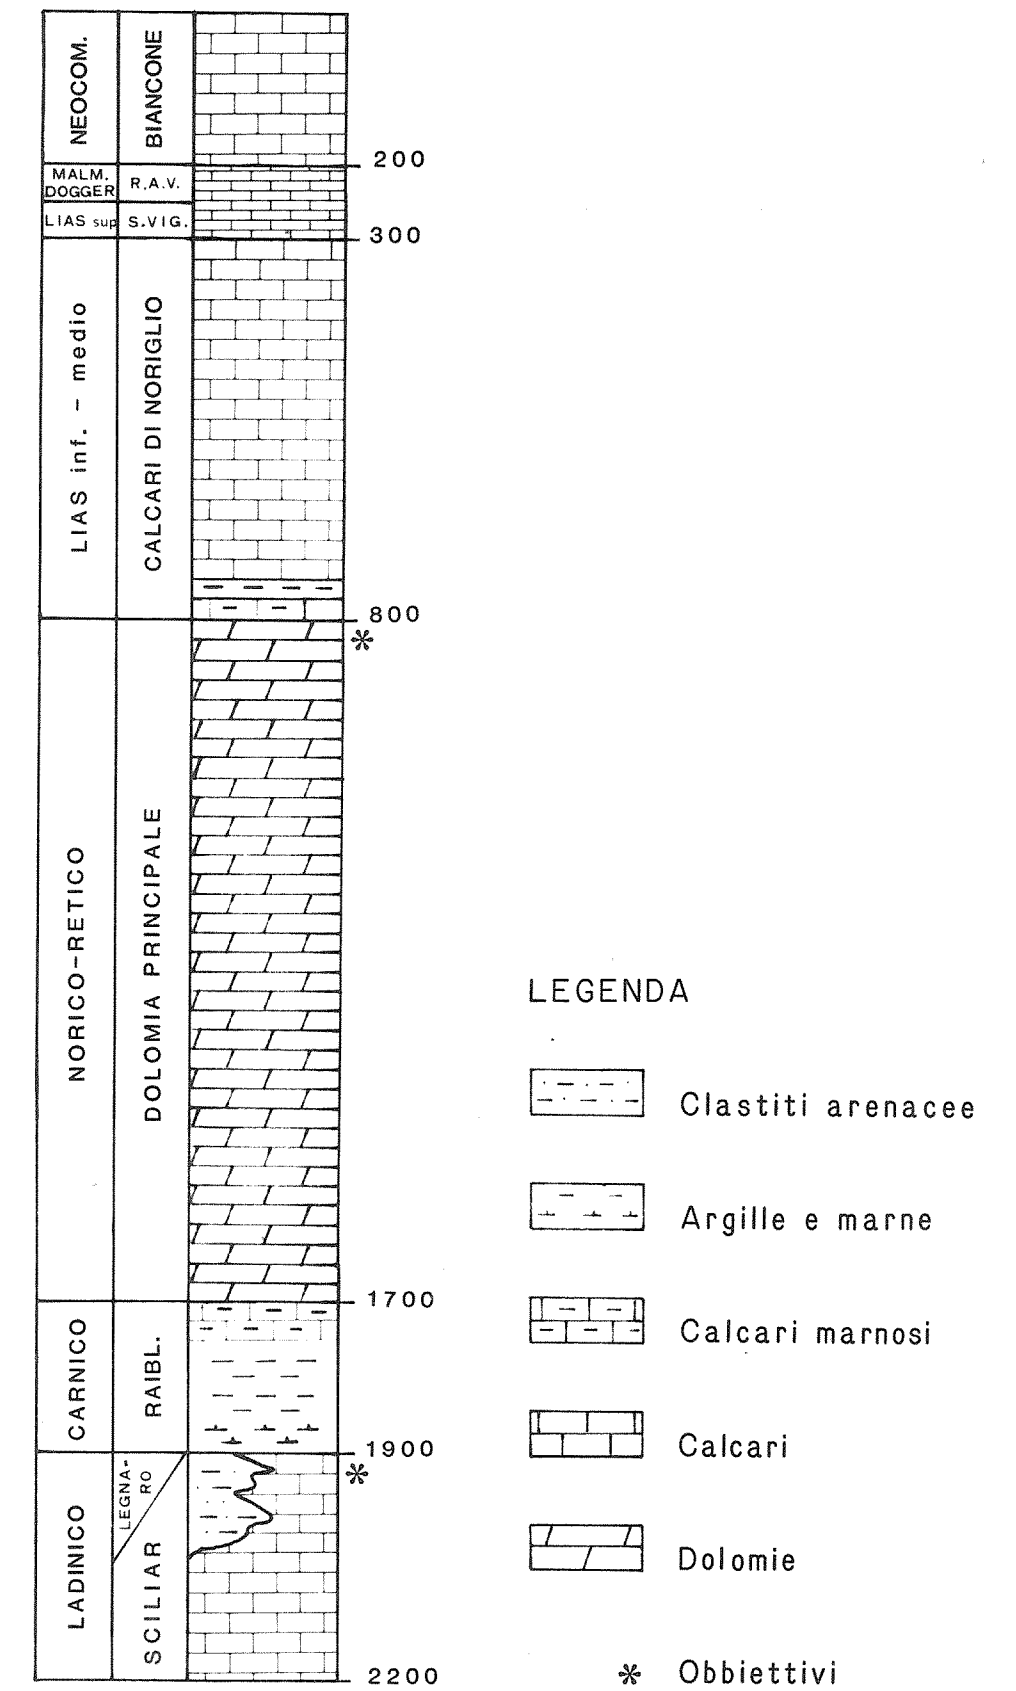 NEOCOM.
BIANCONE
200
MALM.
DOGGER
R.A.V.
LIAS sup
S.VIG.
300
LIAS inf. - medio
CALCARI DI NORIGLIO
800
*
NORICO-RETICO
DOLOMIA PRINCIPALE
1700
CARNICO
RAIBL.
1900
*
LADINICO
LEGNA-
RO
SCILIAR
2200
LEGENDA
Clastiti arenacee
Argille e marne
Calcari marnosi
Calcari
Dolomie
* Obbiettivi